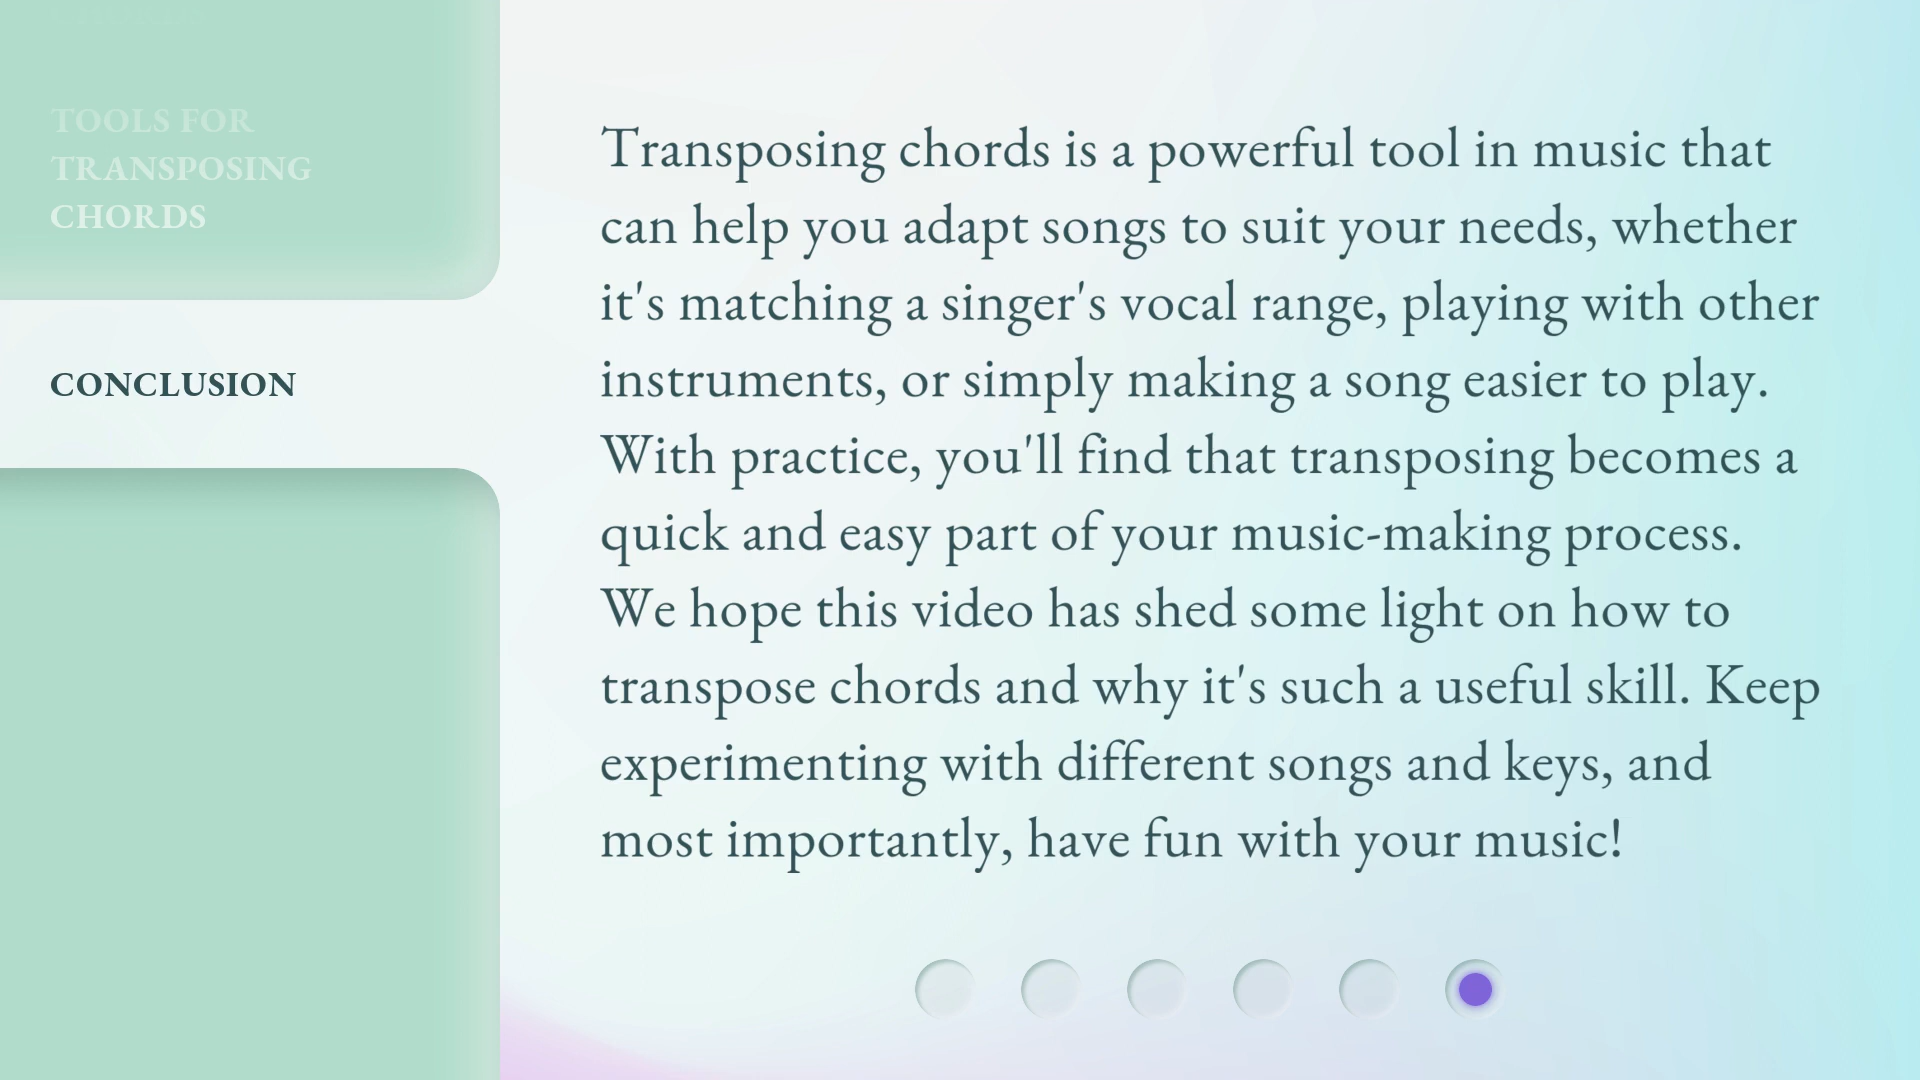 TOOLS FOR
TRANSPOSING
CHORDS
CONCLUSION
Transposing chords is a powerful tool in music that
can help you adapt songs to suit your needs, whether
it's matching a singer's vocal range, playing with other
instruments, or simply making a song easier to play.
With practice, you'll find that transposing becomes a
quick and easy part of your music-making process.
We hope this video has shed some light on how to
transpose chords and why it's such a useful skill. Keep
experimenting with different songs and keys, and
most importantly, have fun with your music!